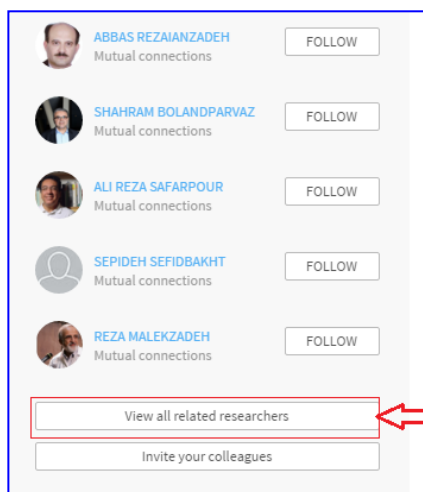 ABBAS REZAIANZADEH
Mutual connections
FOLLOW
SHAHRAM BOLANDPARVAZ
Mutual connections
FOLLOW
ALI REZA SAFARPOUR
Mutual connections
FOLLOW
SEPIDEH SEFIDBAKHT
Mutual connections
FOLLOW
REZA MALEKZADEH
Mutual connections
FOLLOW
View all related researchers
Invite your colleagues